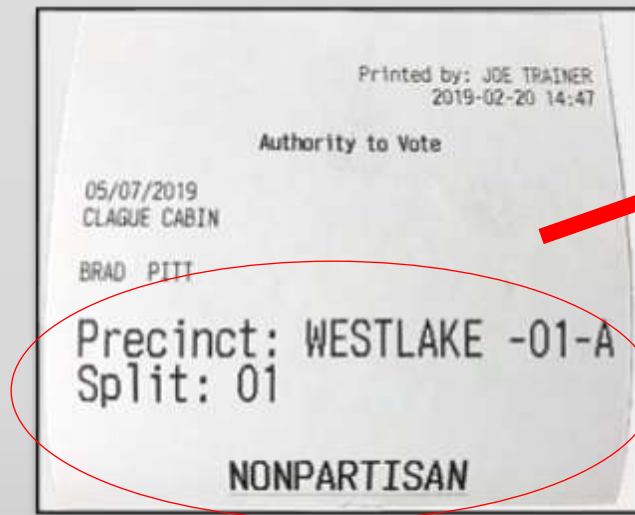 Printed by: JOE TRAINER
2019-02-20 14:47
Authority to Vote
05/07/2019
CLAGUE CABIN
BRAD PITT
Precinct: WESTLAKE -01-A
Split: 01
NONPARTISAN